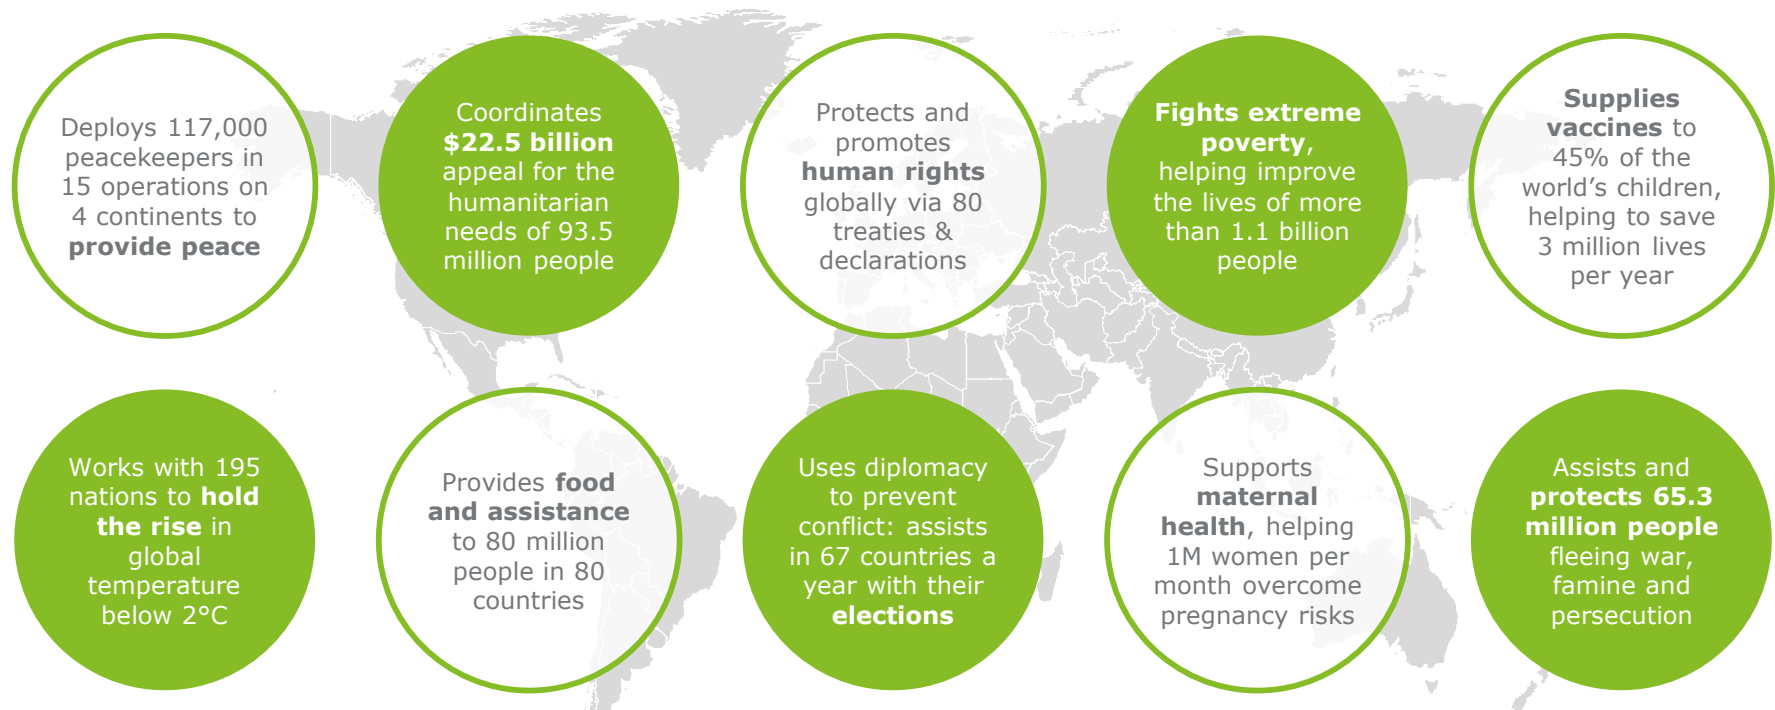 Deploys 117,000
peacekeepers in
15 operations on
4 continents to
provide peace
Coordinates
$22.5 billion
appeal for the
humanitarian
needs of 93.5
million people
Protects and
promotes
human rights
globally via 80
treaties &
declarations
Fights extreme
poverty,
helping improve
the lives of more
than 1.1 billion
people
Supplies
vaccines to
45% of the
world’s children,
helping to save
3 million lives
per year
Works with 195
nations to hold
the rise in
global
temperature
below 2°C
Provides food
and assistance
to 80 million
people in 80
countries
Uses diplomacy
to prevent
conflict: assists
in 67 countries a
year with their
elections
Supports
maternal
health, helping
1M women per
month overcome
pregnancy risks
Assists and
protects 65.3
million people
fleeing war,
famine and
persecution